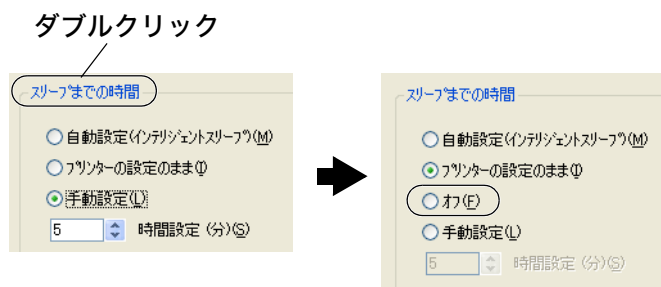 ダブルクリック
スリープまでの時間
自動設定(インテリジェントスリープ)(M)
プリンターの設定のまま(I)
手動設定(L)
5 時間設定 (分)(S)
スリープまでの時間
自動設定(インテリジェントスリープ)(M)
プリンターの設定のまま(I)
オフ(F)
手動設定(L)
5 時間設定 (分)(S)